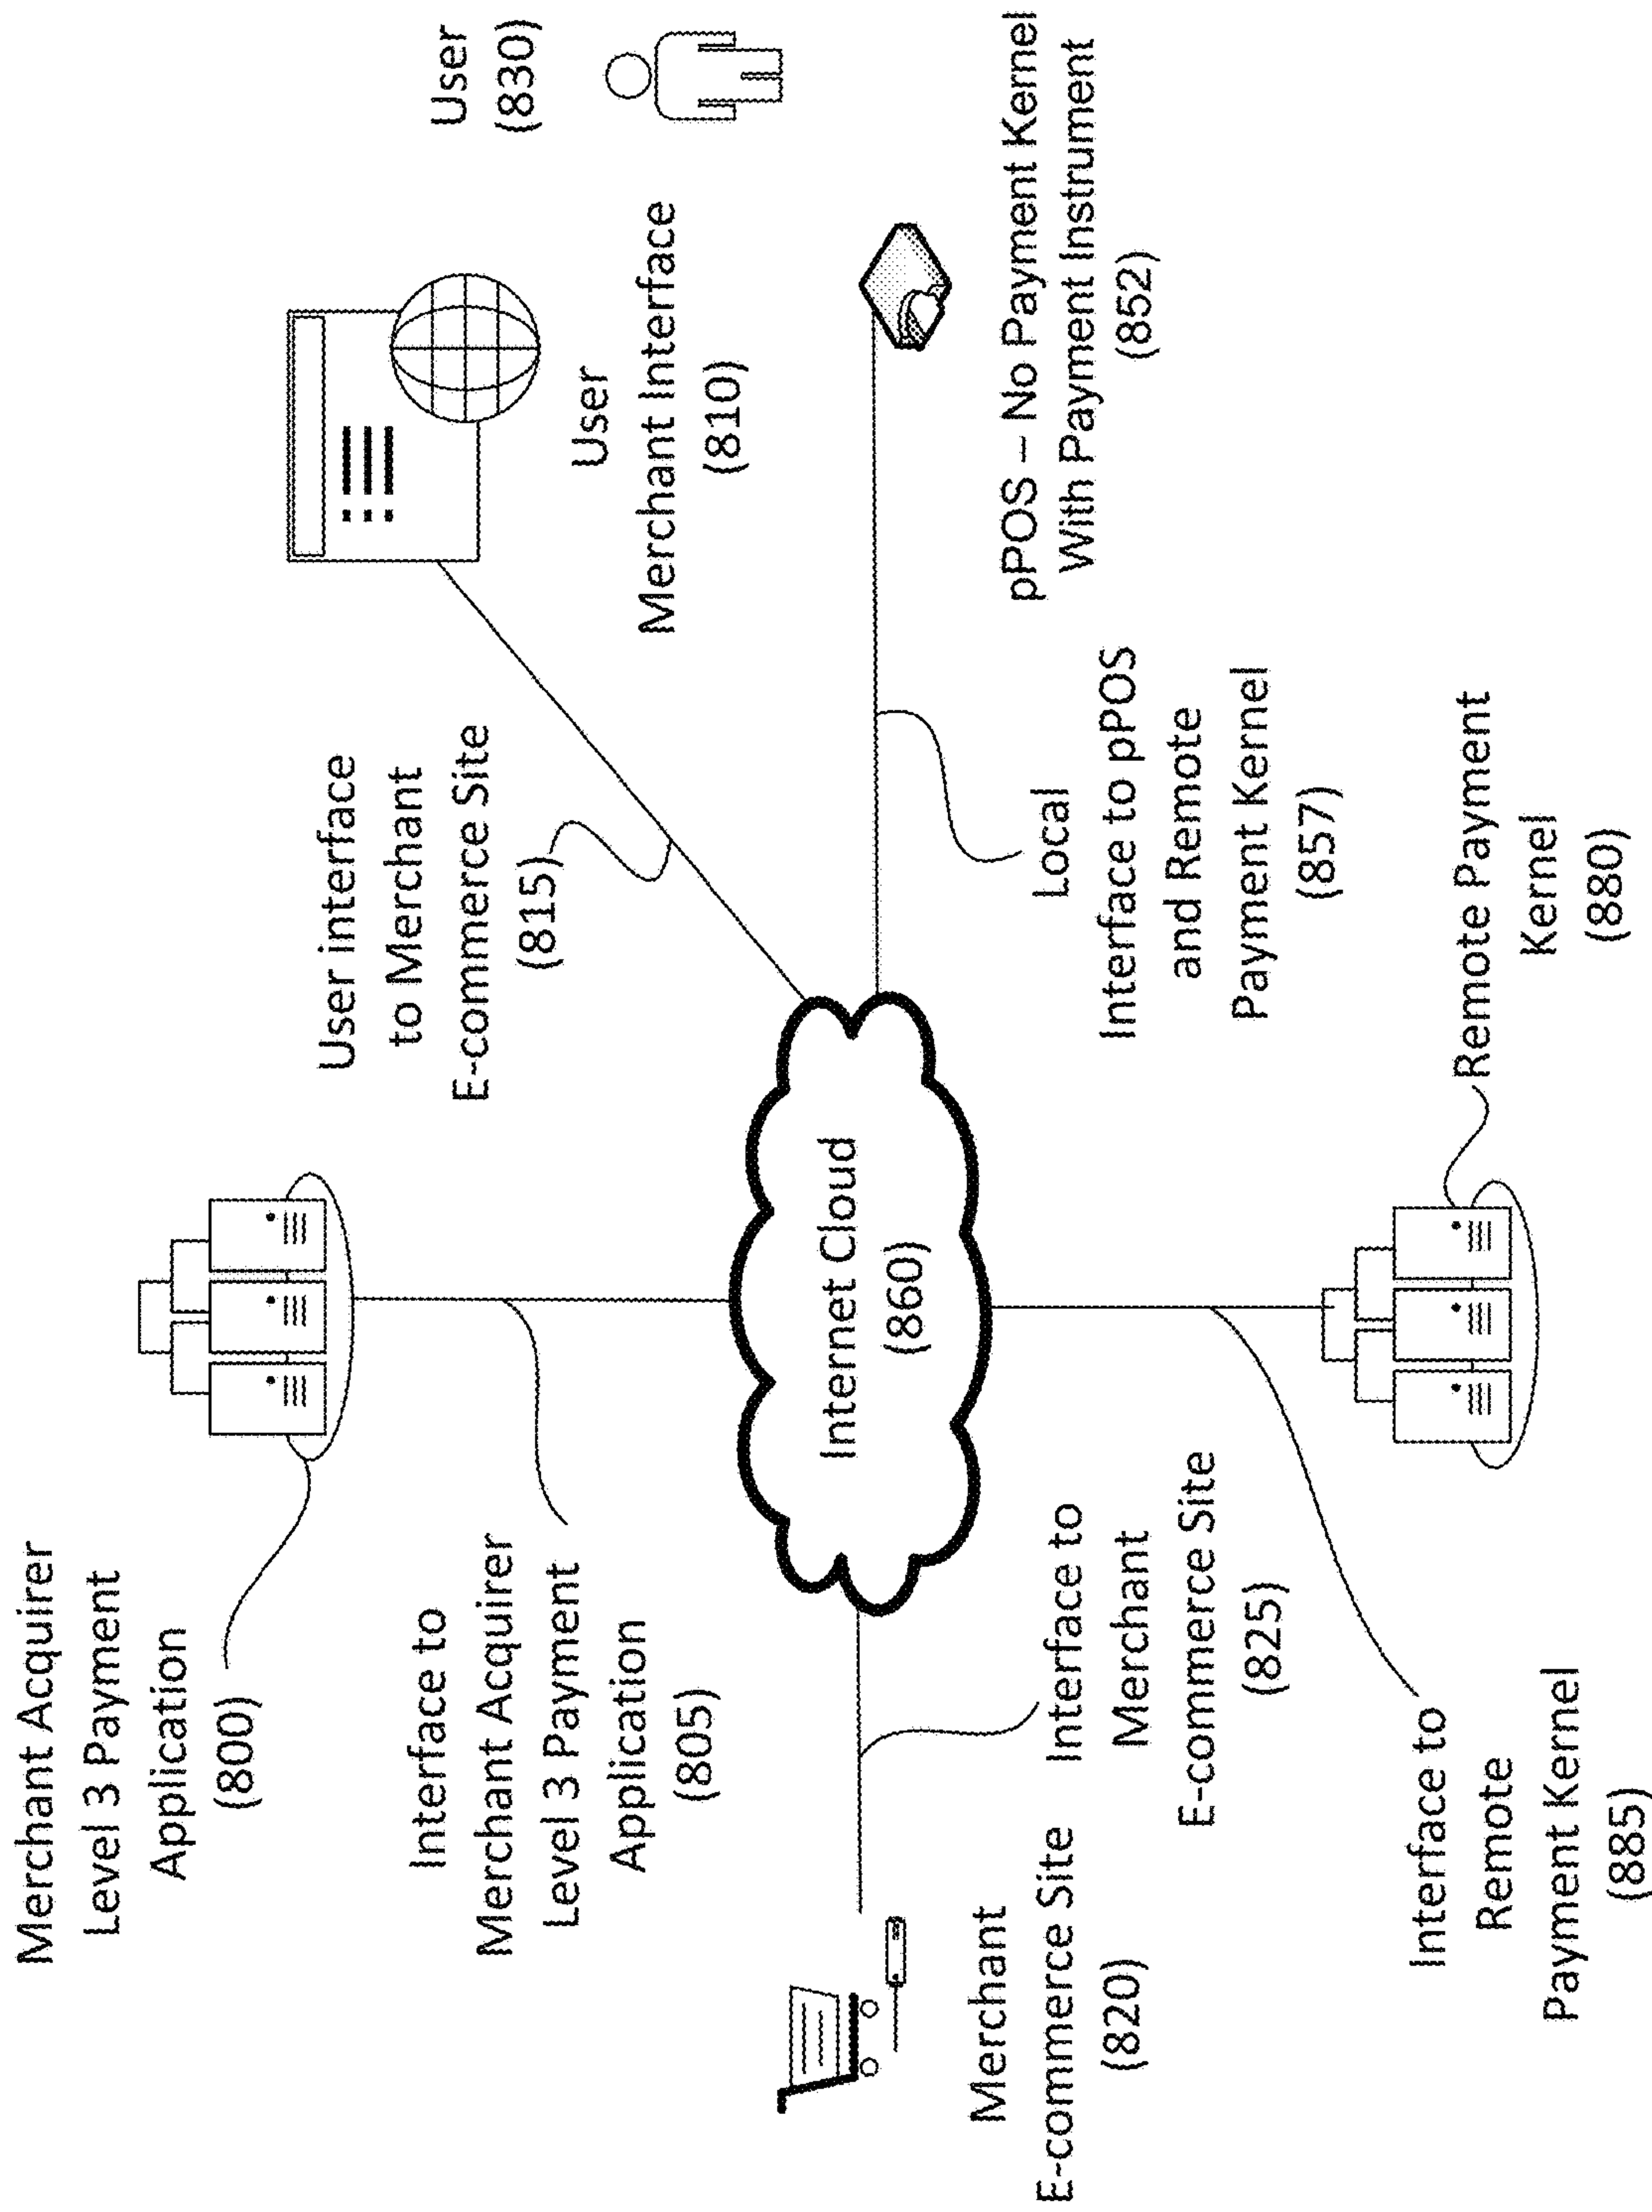 Merchant Acquirer
Level 3 Payment
Application
(800)
Interface to
Merchant Acquirer
Level 3 Payment
Application
(805)
User interface
to Merchant
E-commerce Site
(815)
User
Merchant Interface
(810)
User
(830)
Internet Cloud
(860)
Merchant
E-commerce Site
(820)
Interface to
Merchant
E-commerce Site
(825)
Local
Interface to pPOS
and Remote
Payment Kernel
(857)
pPOS – No Payment Kernel
With Payment Instrument
(852)
Interface to
Remote
Payment Kernel
(885)
Remote Payment
Kernel
(880)